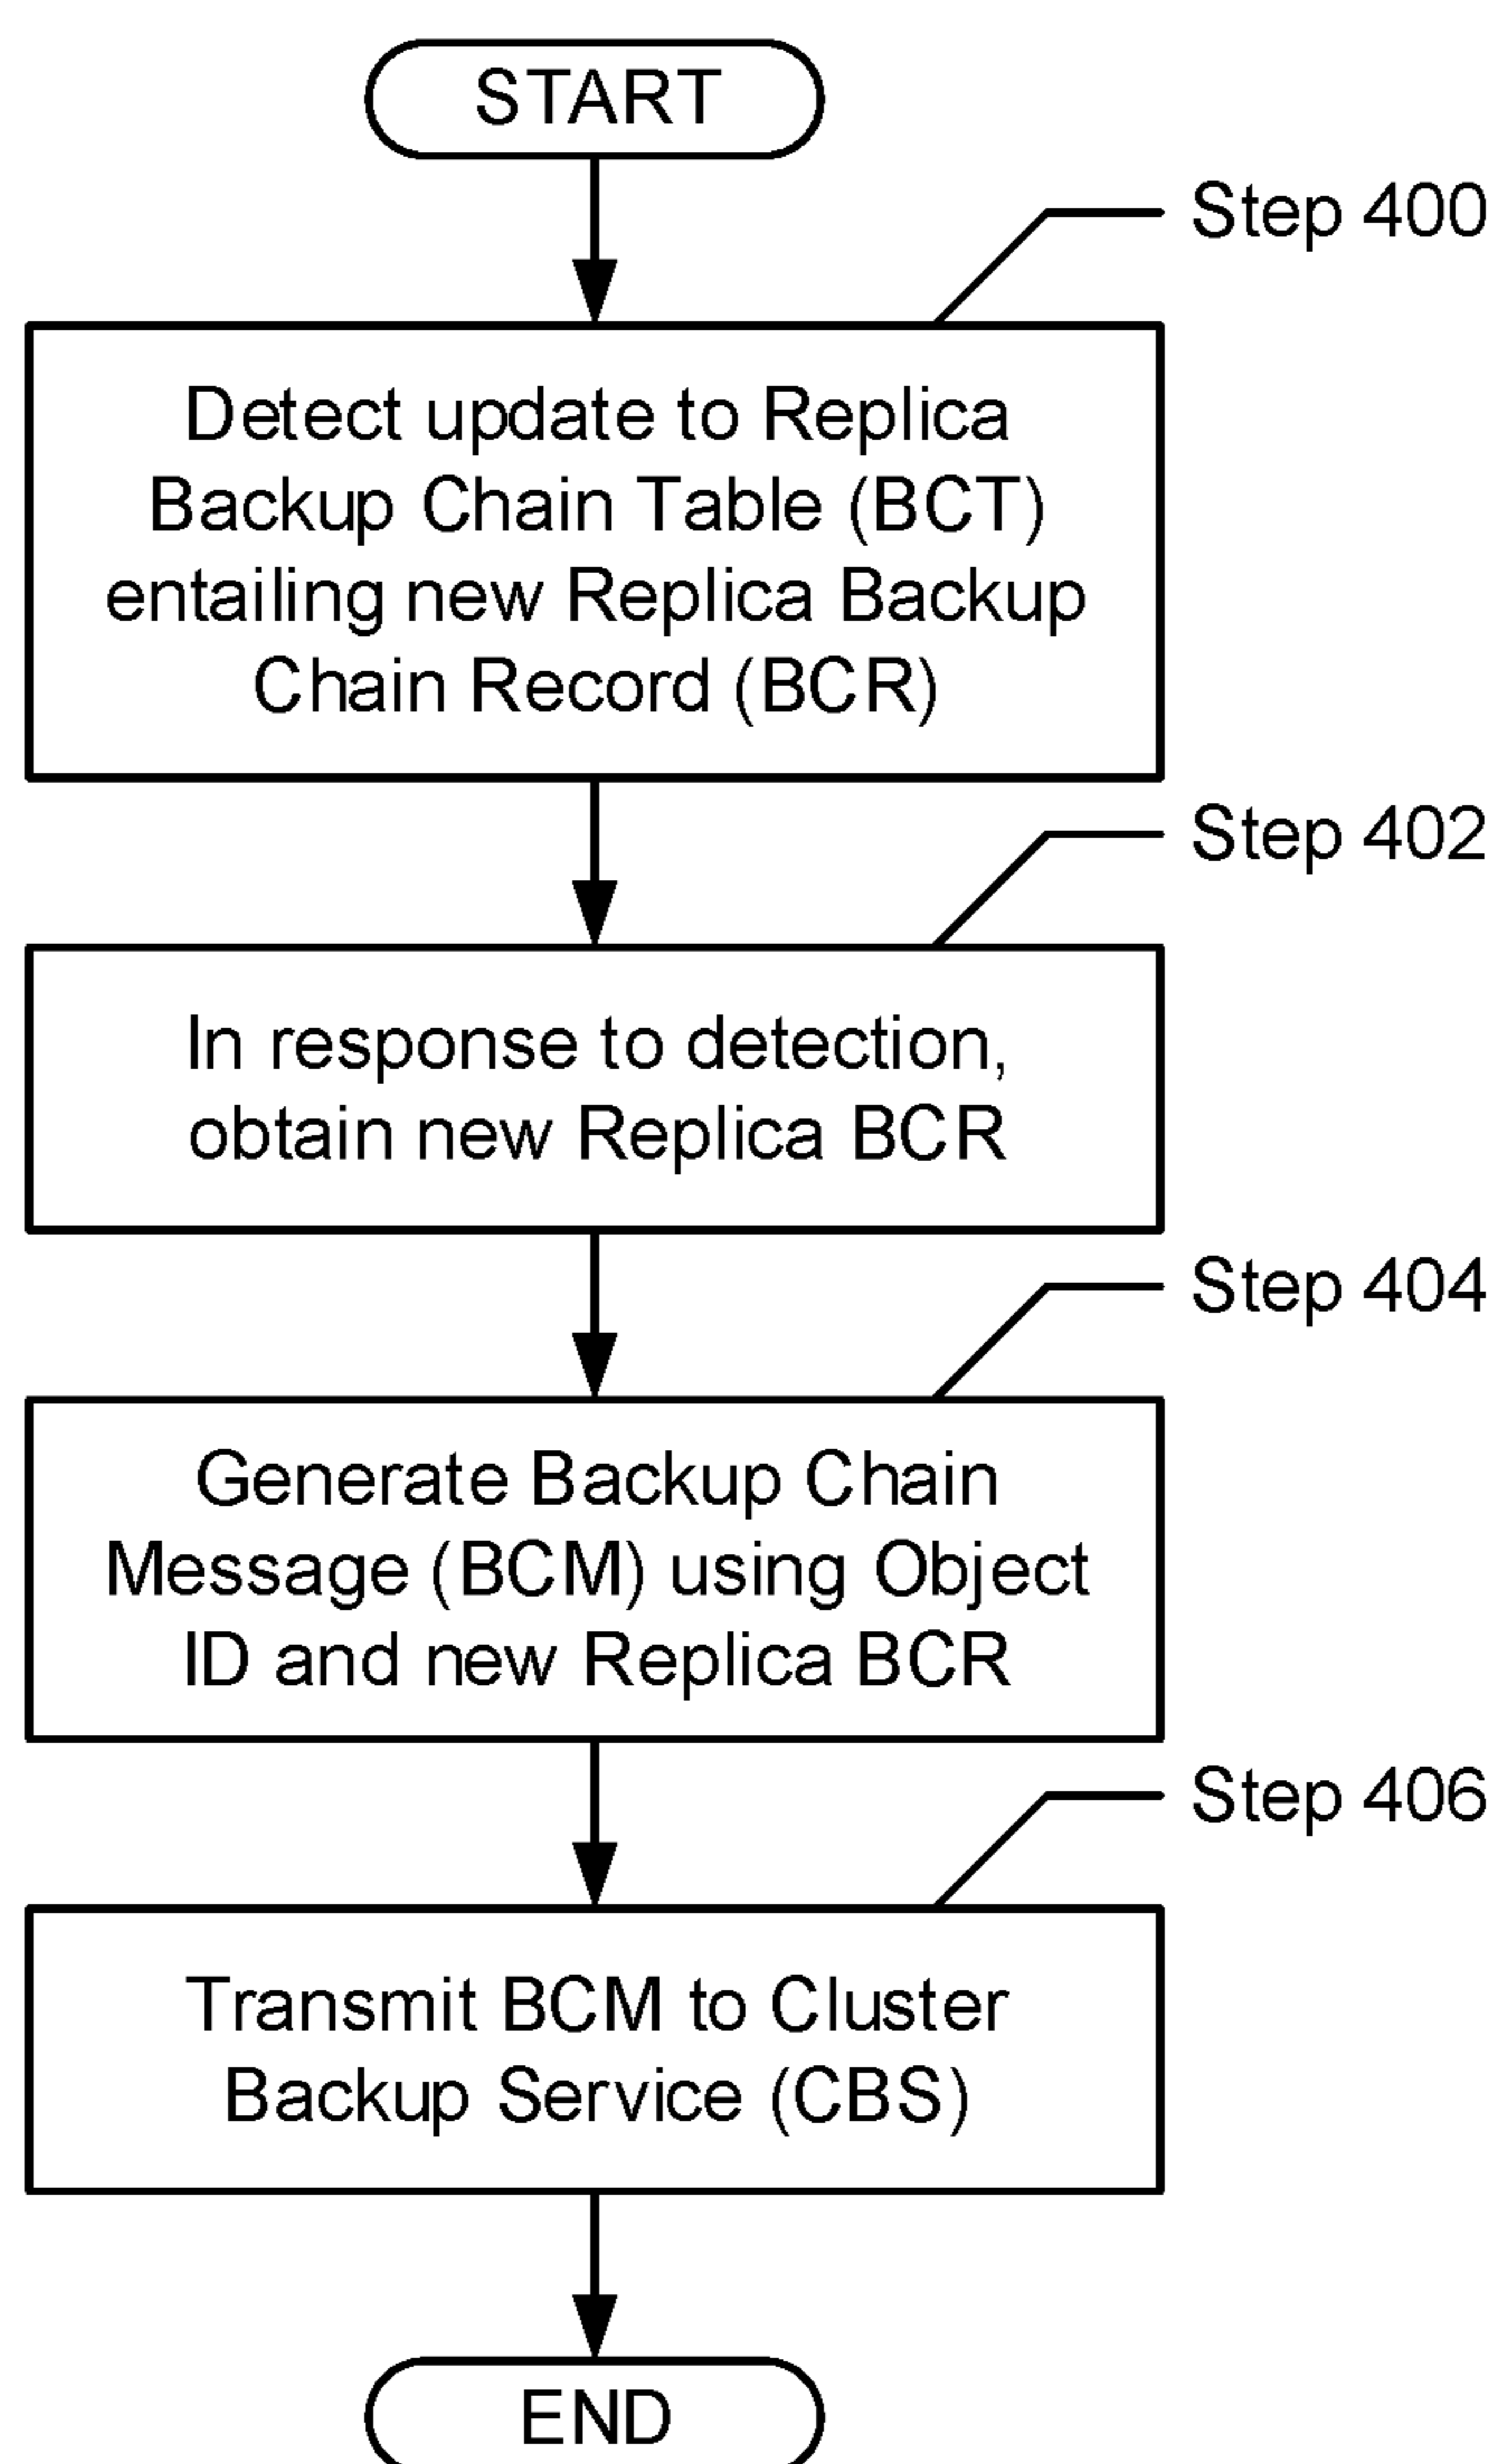 START
Step 400
Detect update to Replica
Backup Chain Table (BCT)
entailing new Replica Backup
Chain Record (BCR)
Step 402
In response to detection,
obtain new Replica BCR
Step 404
Generate Backup Chain
Message (BCM) using Object
ID and new Replica BCR
Step 406
Transmit BCM to Cluster
Backup Service (CBS)
END